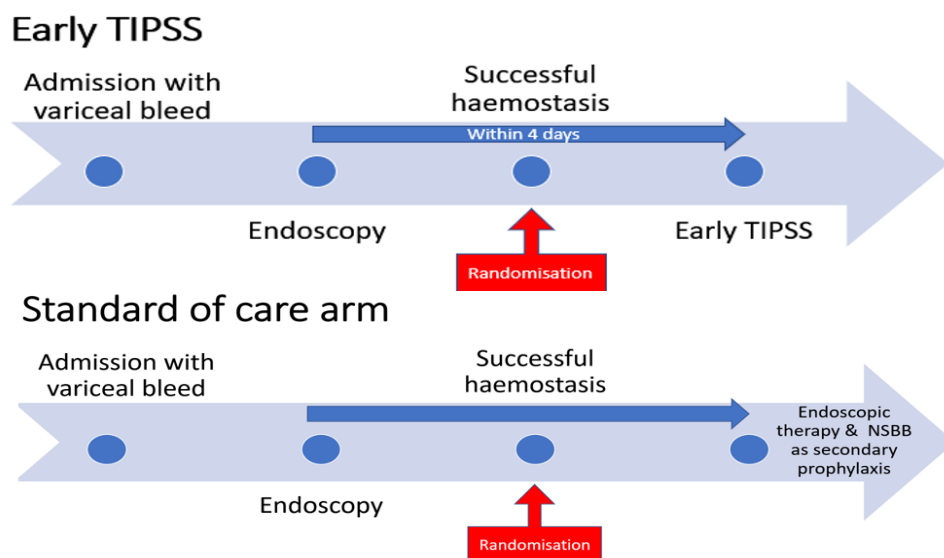 Early TIPSS
Admission with
variceal bleed
Successful
haemostasis
Within 4 days
Endoscopy
Early TIPSS
Randomisation
Standard of care arm
Admission with
variceal bleed
Successful
haemostasis
Endoscopic
therapy & NSBB
as secondary
prophylaxis
Endoscopy
Randomisation